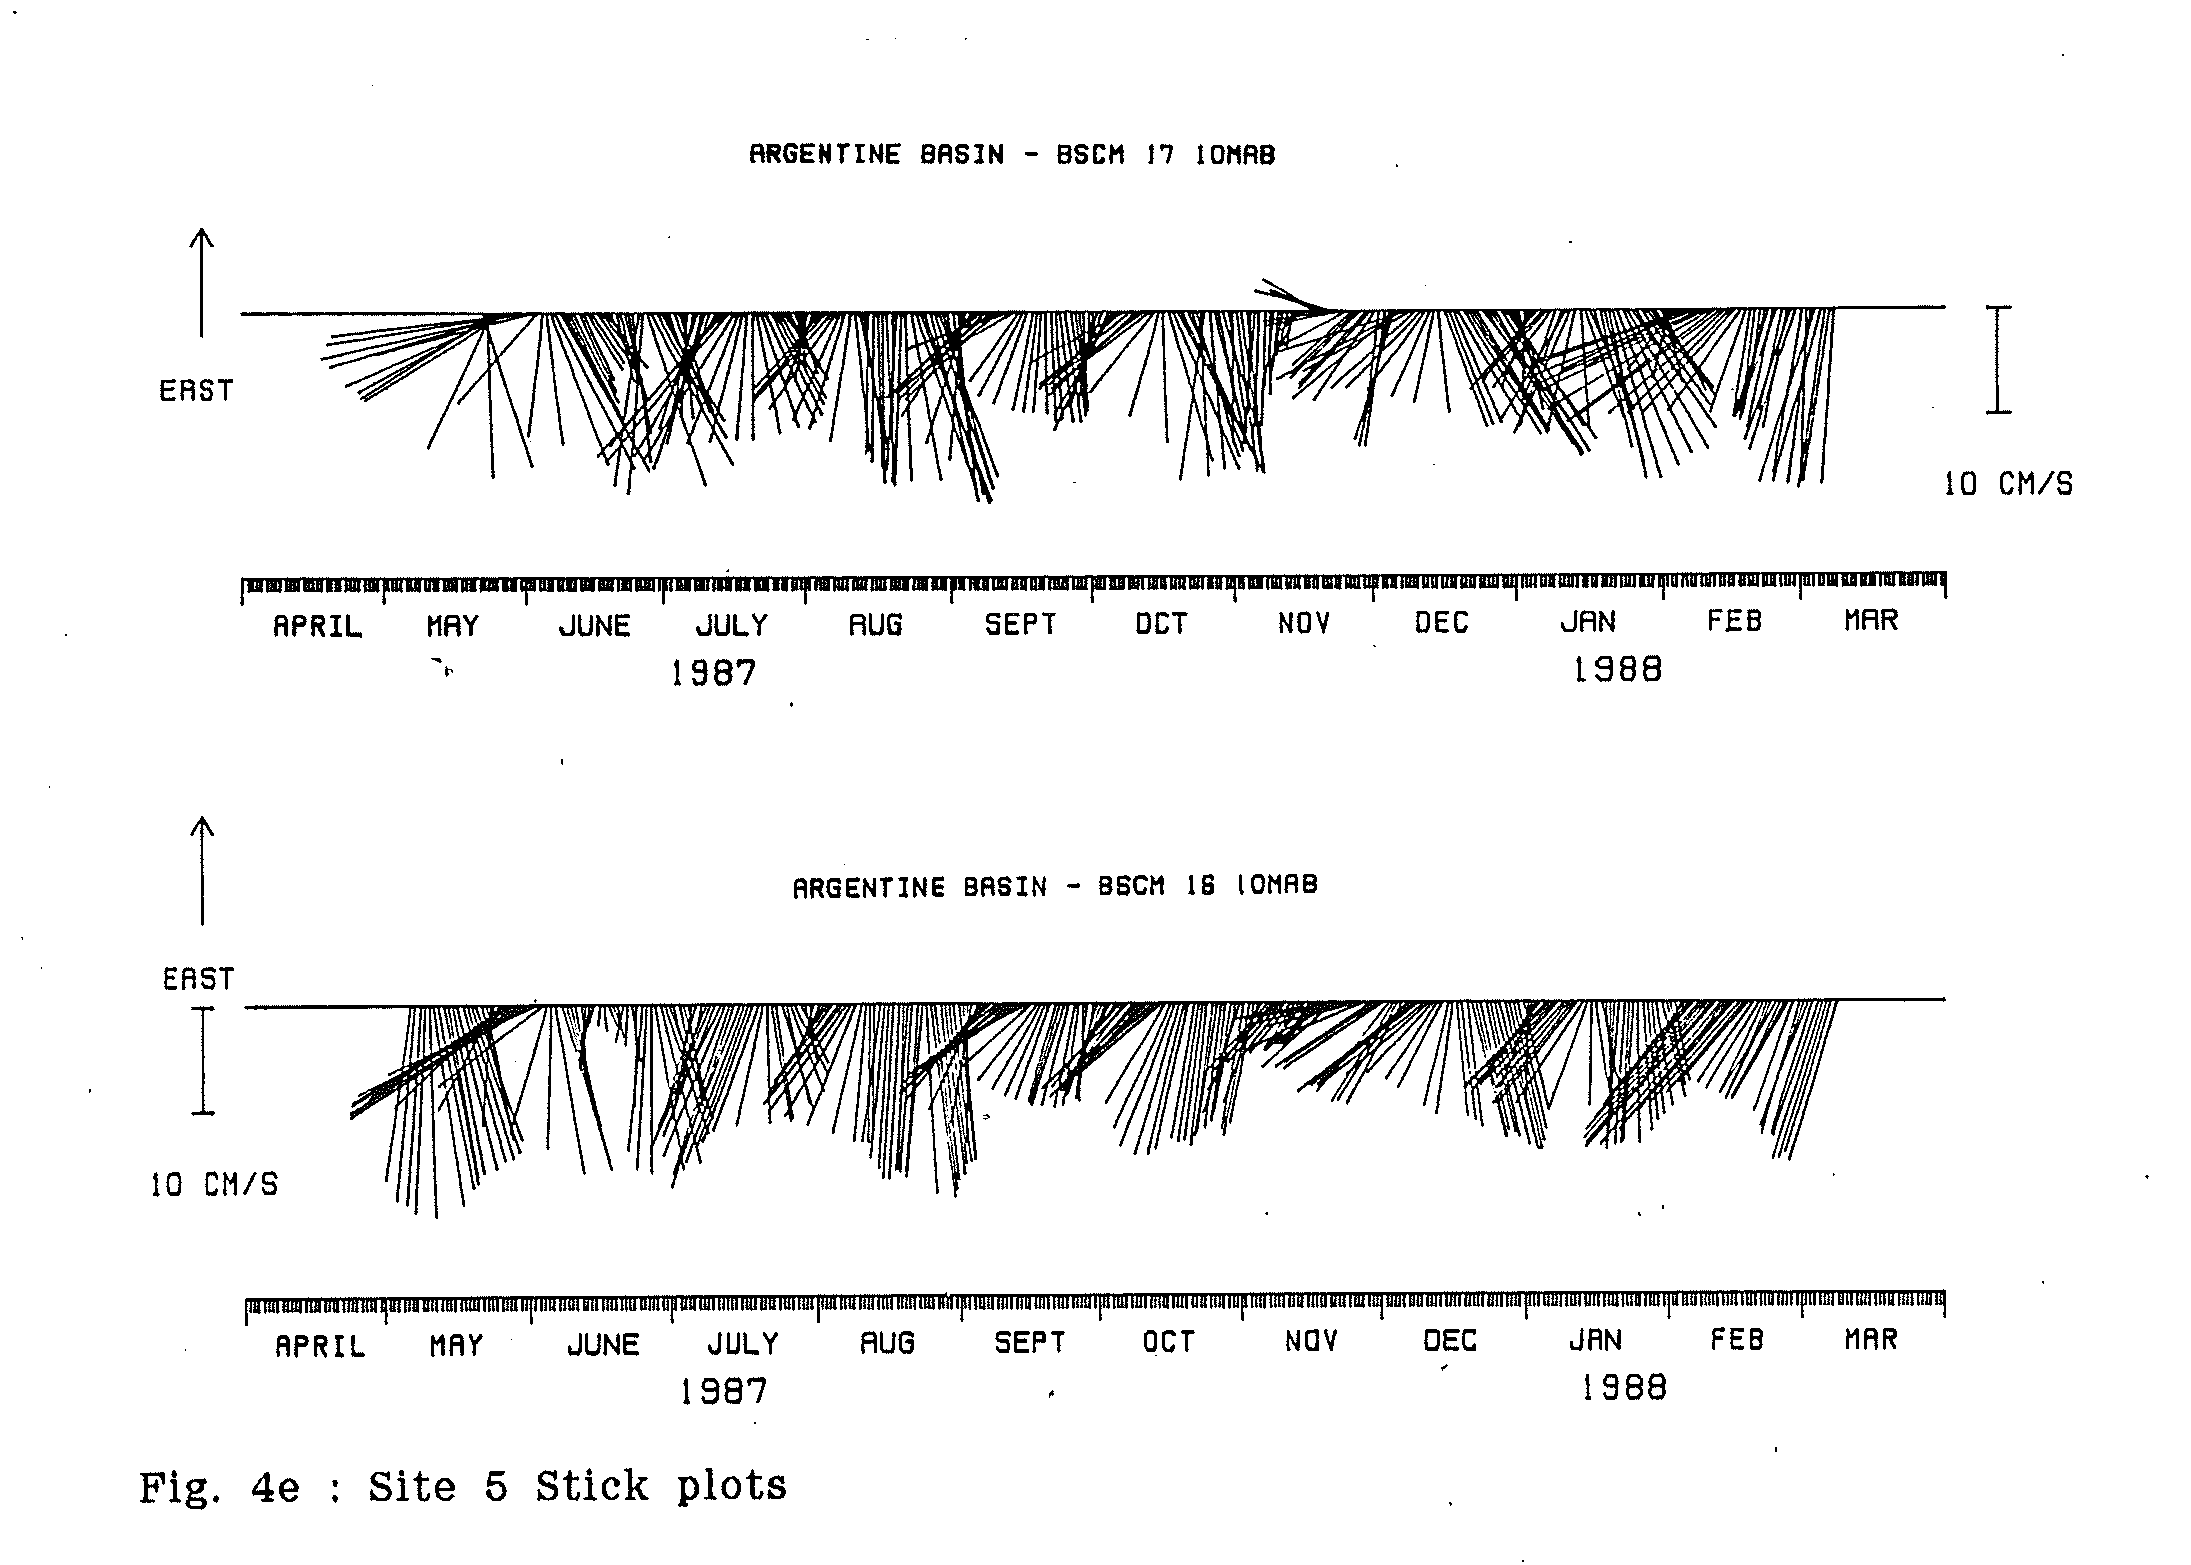 ARGENTINE BASIN - BSCM 17 10MAB
EAST
10 CM/S
APRIL MAY JUNE JULY AUG SEPT OCT NOV DEC JAN FEB MAR
1987 1988
ARGENTINE BASIN - BSCM 16 10MAB
EAST
10 CM/S
APRIL MAY JUNE JULY AUG SEPT OCT NOV DEC JAN FEB MAR
1987 1988
Fig. 4e : Site 5 Stick plots